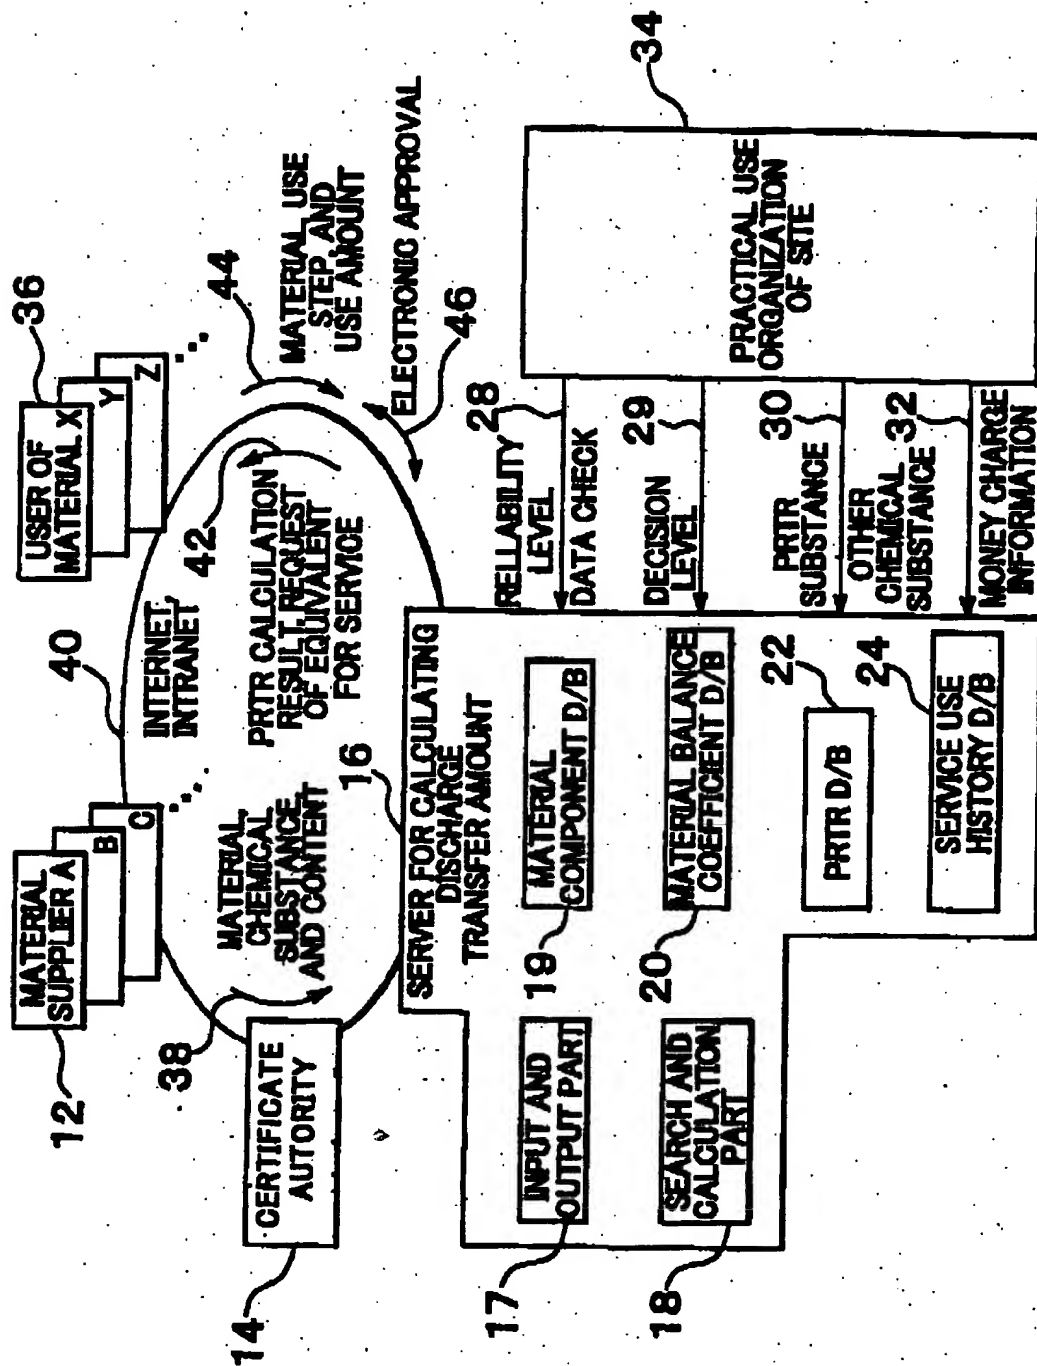 12
MATERIAL
SUPPLIER A
B
C
40
INTERNET,
INTRANET
36
USER OF
MATERIAL X
Y
Z
14
CERTIFICATE
AUTORITY
38
MATERIAL,
CHEMICAL
SUBSTANCE,
AND CONTENT
PRTR CALCULATION
RESULT, REQUEST
OF EQUIVALENT
FOR SERVICE
42
44
MATERIAL USE
STEP, AND
USE AMOUNT
ELECTRONIC APPROVAL
46
16
SERVER FOR CALCULATING
DISCHARGE
TRANSFER AMOUNT
17
INPUT AND
OUTPUT PART
19
MATERIAL
COMPONENT D/B
18
SEARCH AND
CALCULATION
PART
20
MATERIAL BALANCE
COEFFICIENT D/B
22
PRTR D/B
24
SERVICE USE
HISTORY D/B
RELLABILITY
LEVEL
28
DATA CHECK
DECISION
LEVEL
29
PRTR
SUBSTANCE
30
OTHER
CHEMICAL
SUBSTANCE
32
MONEY CHARGE
INFORMATION
34
PRACTICAL USE
ORGANIZATION
OF SITE